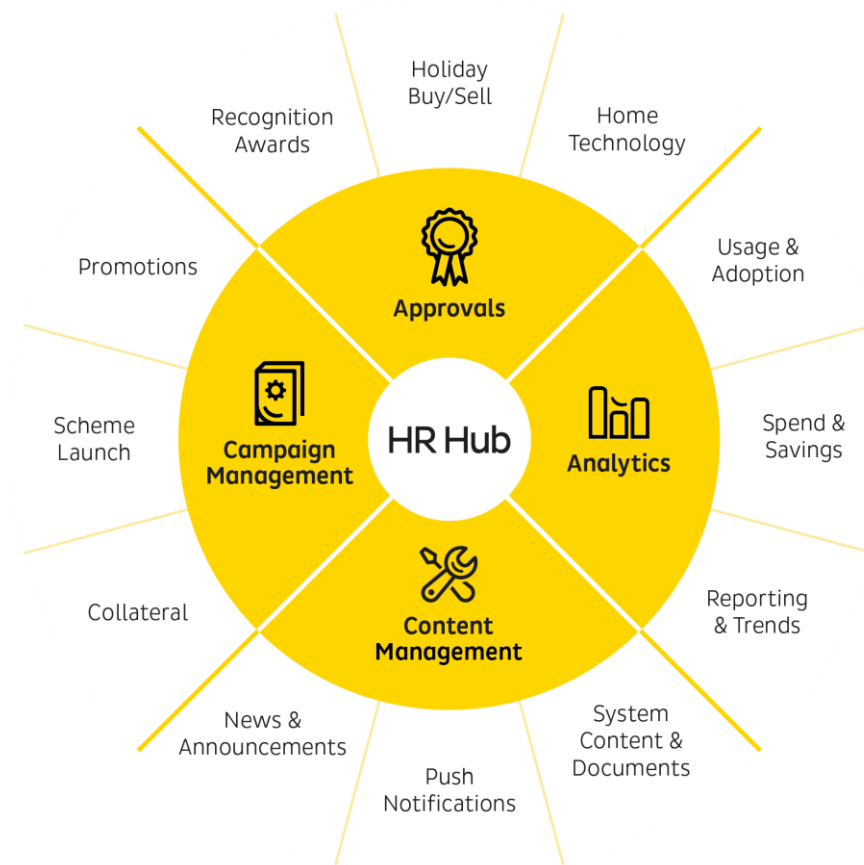 Holiday
Buy/Sell
Recognition
Awards
Home
Technology
Approvals
Promotions
Usage &
Adoption
Scheme
Launch
Campaign
Management
HR Hub
Analytics
Spend &
Savings
Collateral
Content
Management
Reporting
& Trends
News &
Announcements
Push
Notifications
System
Content &
Documents